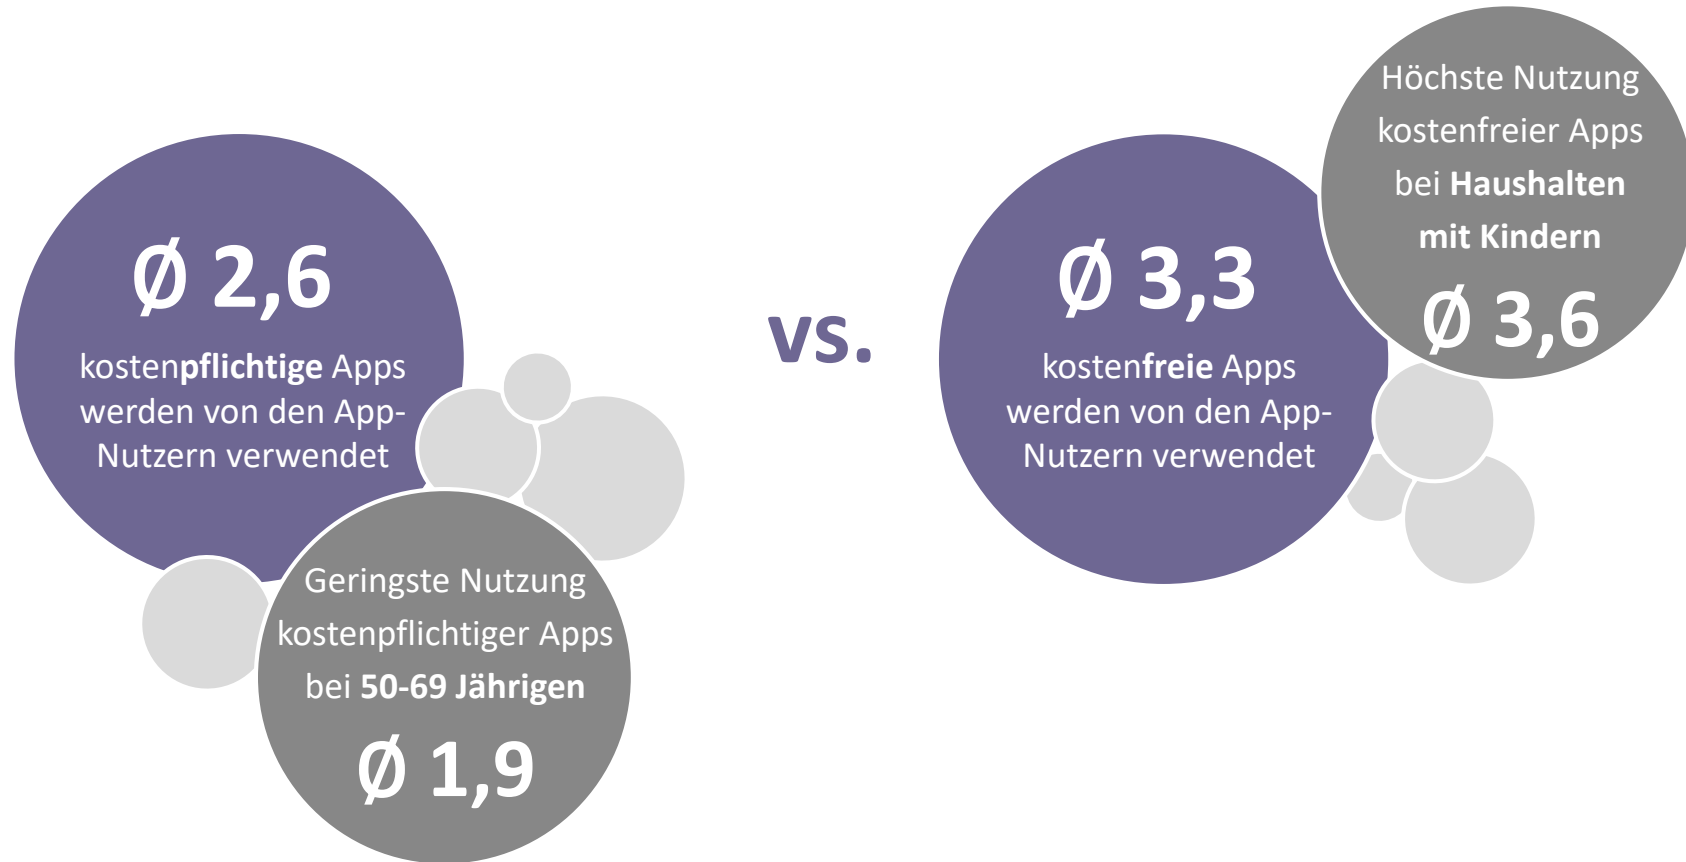 Ø 2,6
kostenpflichtige Apps
werden von den App-
Nutzern verwendet
Geringste Nutzung
kostenpflichtiger Apps
bei 50-69 Jährigen
Ø 1,9
vs.
Ø 3,3
kostenfreie Apps
werden von den App-
Nutzern verwendet
Höchste Nutzung
kostenfreier Apps
bei Haushalten
mit Kindern
Ø 3,6